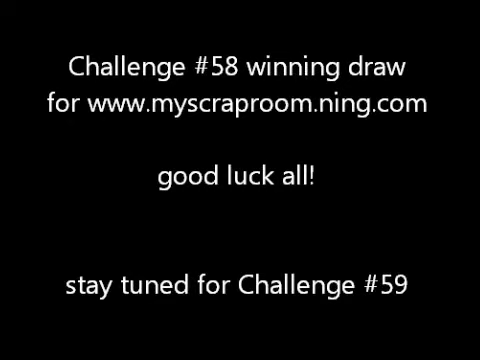 Challenge #58 winning draw
for www.myscraproom.ning.com
good luck all!
stay tuned for Challenge #59